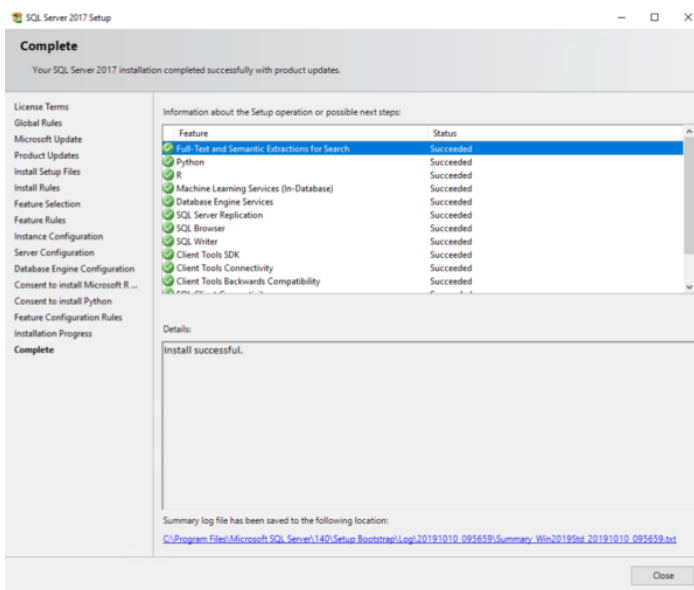 SQL Server 2017 Setup
Complete
Your SQL Server 2017 installation completed successfully with product updates.
License Terms
Global Rules
Microsoft Update
Product Updates
Install Setup Files
Install Rules
Feature Selection
Feature Rules
Instance Configuration
Server Configuration
Database Engine Configuration
Consent to install Microsoft R ...
Consent to install Python
Feature Configuration Rules
Installation Progress
Complete
Information about the Setup operation or possible next steps:
Feature Status
Full-Text and Semantic Extractions for Search Succeeded
Python Succeeded
R Succeeded
Machine Learning Services (In-Database) Succeeded
Database Engine Services Succeeded
SQL Server Replication Succeeded
SQL Browser Succeeded
SQL Writer Succeeded
Client Tools SDK Succeeded
Client Tools Connectivity Succeeded
Client Tools Backwards Compatibility Succeeded
Details:
Install successful.
Summary log file has been saved to the following location:
C:\Program Files\Microsoft SQL Server\140\Setup Bootstrap\Log\20191010_095659\Summary_Win2019Std_20191010_095659.txt
Close